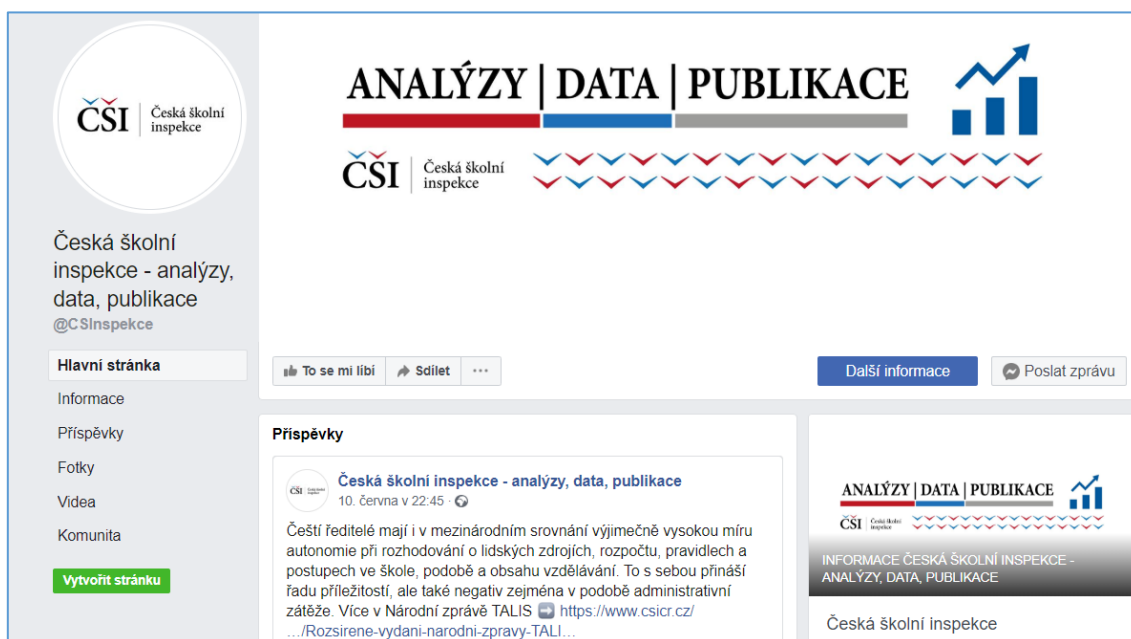 ČŠI Česká školní
inspekce
ANALÝZY | DATA | PUBLIKACE
ČŠI Česká školní
inspekce
Česká školní
inspekce - analýzy,
data, publikace
@CSInspekce
Hlavní stránka
Informace
Příspěvky
Fotky
Videa
Komunita
Vytvořit stránku
To se mi líbí Sdílet ···
Další informace Poslat zprávu
Příspěvky
ČŠI
Česká školní inspekce - analýzy, data, publikace
10. června v 22:45 ·
Čeští ředitelé mají i v mezinárodním srovnání výjimečně vysokou míru
autonomie při rozhodování o lidských zdrojích, rozpočtu, pravidlech a
postupech ve škole, podobě a obsahu vzdělávání. To s sebou přináší
řadu příležitostí, ale také negativ zejména v podobě administrativní
zátěže. Více v Národní zprávě TALIS ➡ https://www.csicr.cz/
…/Rozsirene-vydani-narodni-zpravy-TALI…
ANALÝZY | DATA | PUBLIKACE
ČŠI Česká školní
inspekce
INFORMACE ČESKÁ ŠKOLNÍ INSPEKCE -
ANALÝZY, DATA, PUBLIKACE
Česká školní inspekce